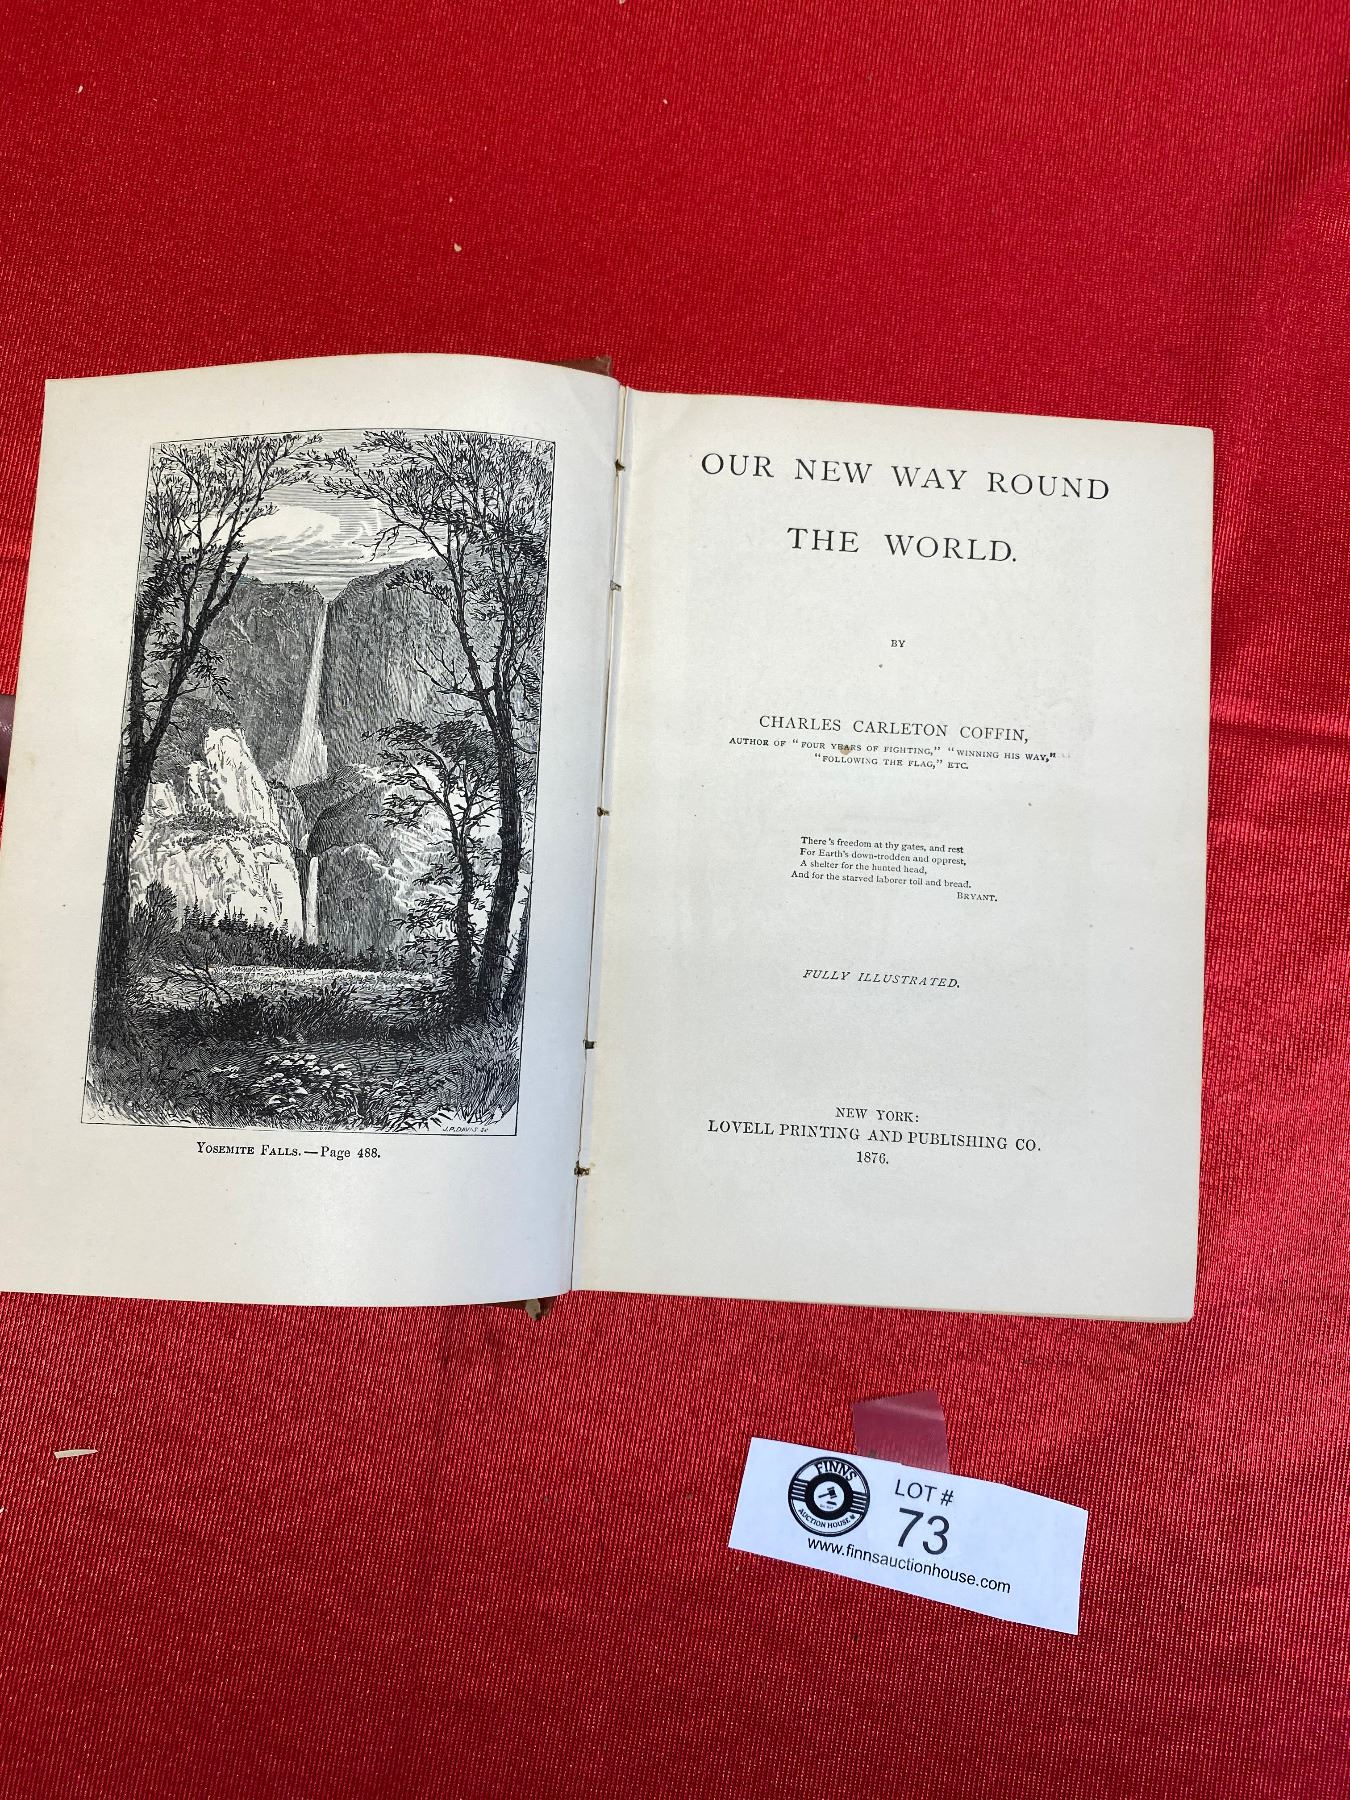 J.P. DAVIS SC
YOSEMITE FALLS.—Page 488.
OUR NEW WAY ROUND
THE WORLD.
BY
CHARLES CARLETON COFFIN,
AUTHOR OF "FOUR YEARS OF FIGHTING," "WINNING HIS WAY,"
"FOLLOWING THE FLAG," ETC.
There's freedom at thy gates, and rest
For Earth's down-trodden and opprest,
A shelter for the hunted head,
And for the starved laborer toil and bread.
BRYANT.
FULLY ILLUSTRATED.
NEW YORK:
LOVELL PRINTING AND PUBLISHING CO.
1876.
FINNS
AUCTION HOUSE
LOT #
73
www.finnsauctionhouse.com